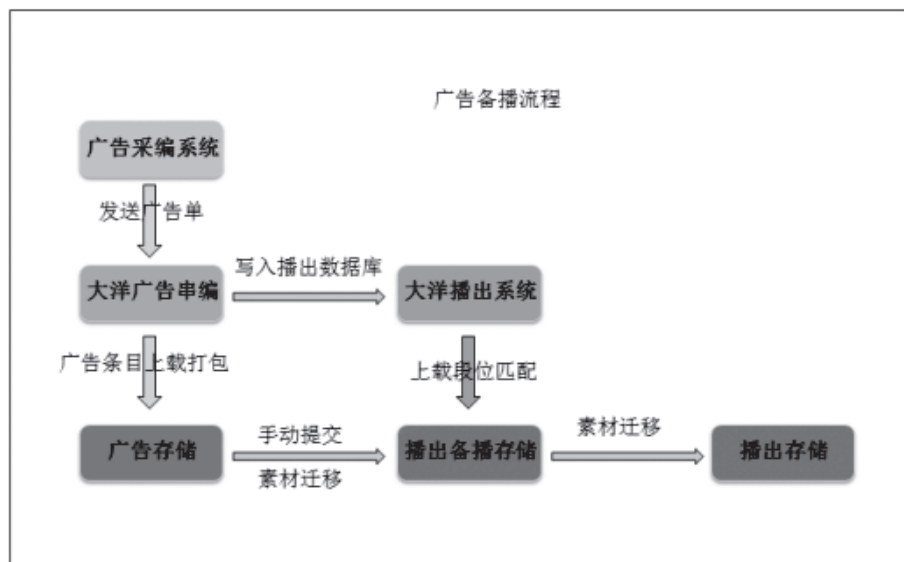 广告备播流程
广告采编系统
发送广告单
大洋广告串编
写入播出数据库
大洋播出系统
广告条目上载打包
上载段位匹配
广告存储
手动提交
素材迁移
播出备播存储
素材迁移
播出存储